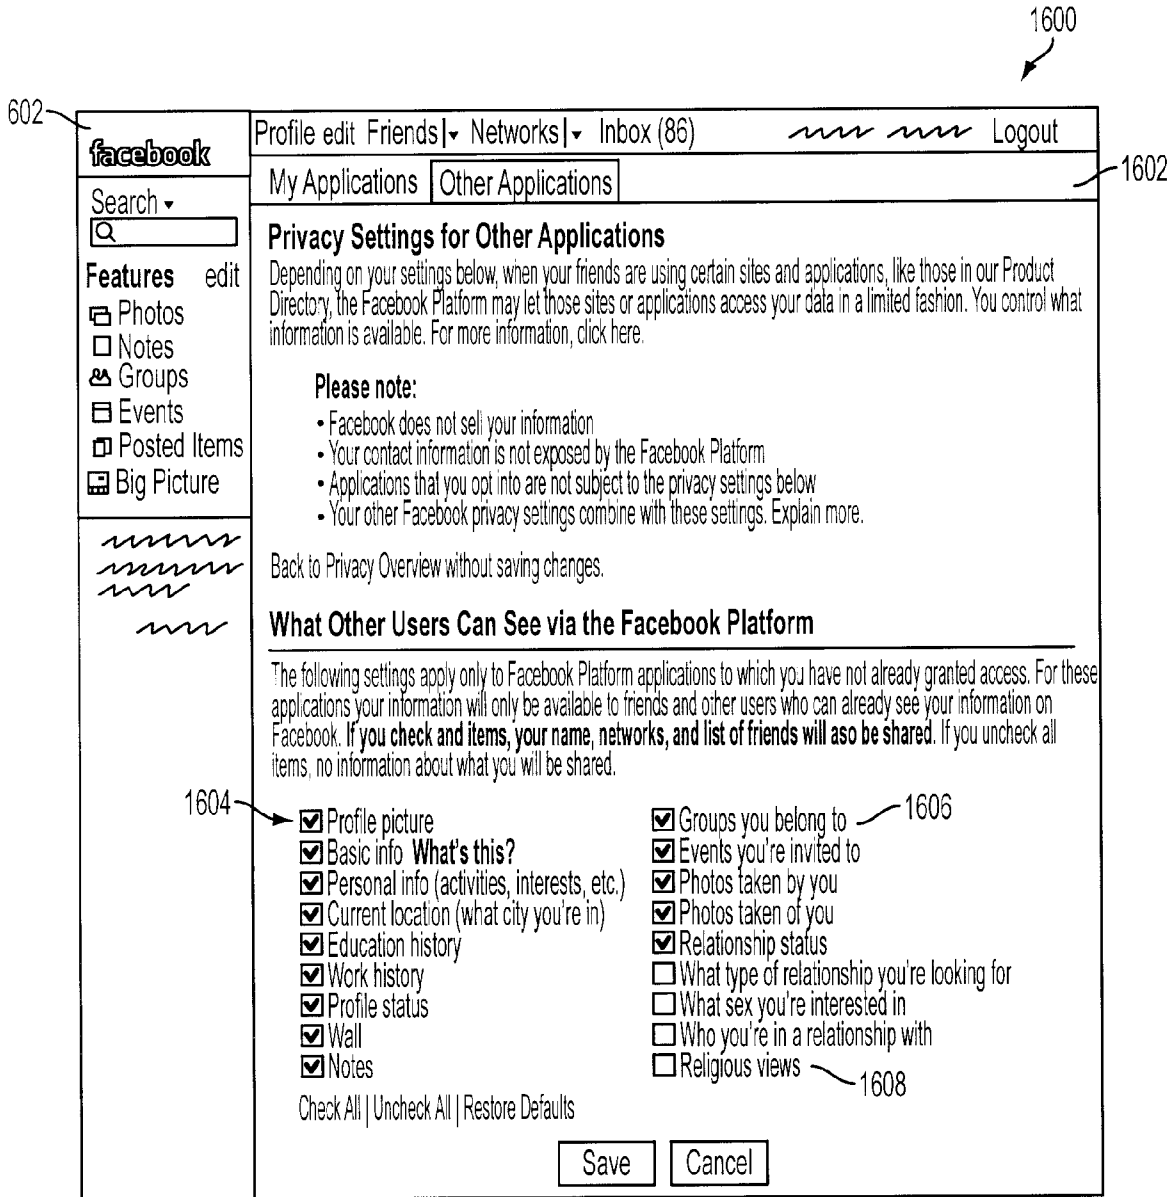 1600
602
facebook
Profile edit Friends Networks Inbox (86) Logout
My Applications Other Applications
1602
Search
Features edit
Photos
Notes
Groups
Events
Posted Items
Big Picture
Privacy Settings for Other Applications
Depending on your settings below, when your friends are using certain sites and applications, like those in our Product
Directory, the Facebook Platform may let those sites or applications access your data in a limited fashion. You control what
information is available. For more information, click here.
Please note:
• Facebook does not sell your information
• Your contact information is not exposed by the Facebook Platform
• Applications that you opt into are not subject to the privacy settings below
• Your other Facebook privacy settings combine with these settings. Explain more.
Back to Privacy Overview without saving changes.
What Other Users Can See via the Facebook Platform
The following settings apply only to Facebook Platform applications to which you have not already granted access. For these
applications your information will only be available to friends and other users who can already see your information on
Facebook. If you check and items, your name, networks, and list of friends will aso be shared. If you uncheck all
items, no information about what you will be shared.
1604
Profile picture
Basic info What's this?
Personal info (activities, interests, etc.)
Current location (what city you're in)
Education history
Work history
Profile status
Wall
Notes
Groups you belong to
1606
Events you're invited to
Photos taken by you
Photos taken of you
Relationship status
What type of relationship you're looking for
What sex you're interested in
Who you're in a relationship with
Religious views
1608
Check All | Uncheck All | Restore Defaults
Save Cancel